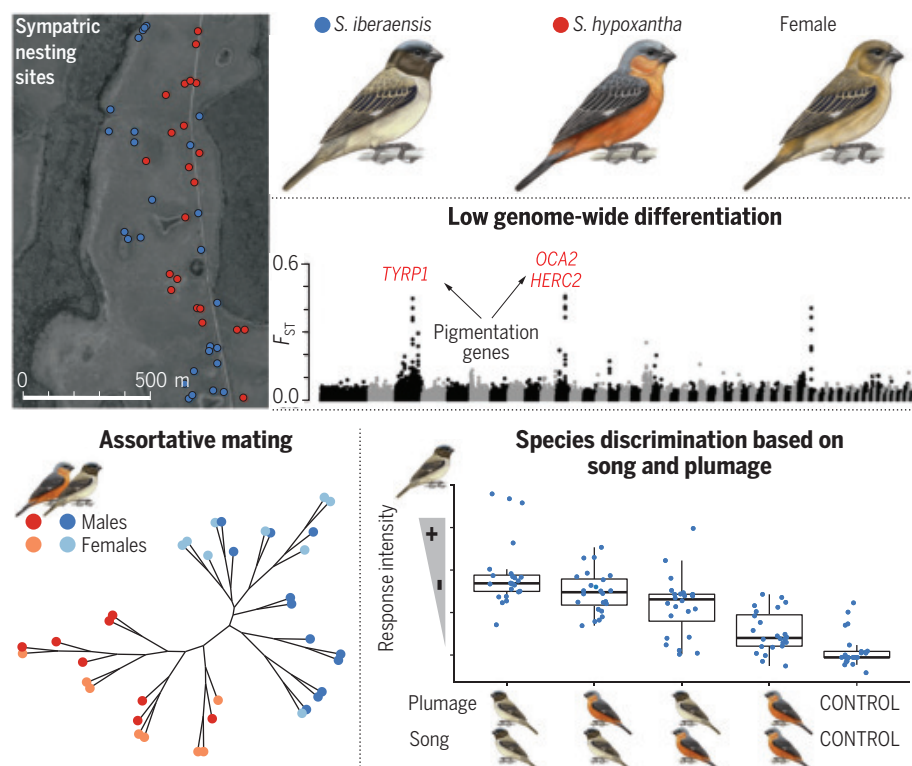 Sympatric
nesting
sites
0 500 m
S. iberaensis
S. hypoxantha
Female
Low genome-wide differentiation
0.6
FST
0.0
TYRP1
OCA2
HERC2
Pigmentation
genes
Assortative mating
Males
Females
Species discrimination based on
song and plumage
Response intensity
+
-
Plumage
CONTROL
Song
CONTROL